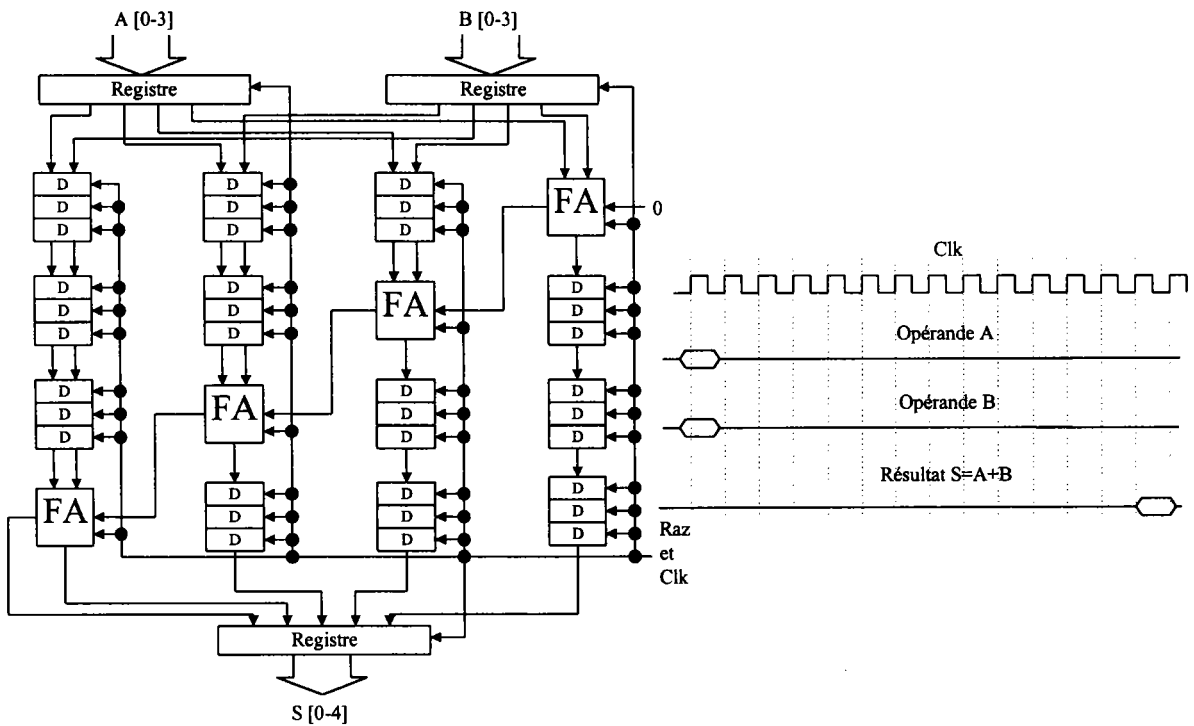 A [0-3] B [0-3]
Registre Registre
D D D
D D D FA 0
D D D
D D D
D D FA D
D D D
Clk
Opérande A
D D D
D FA D D
D D D
Opérande B
D D D
FA D D D
D D D
Résultat S=A+B
Raz
et
Clk
Registre
S [0-4]